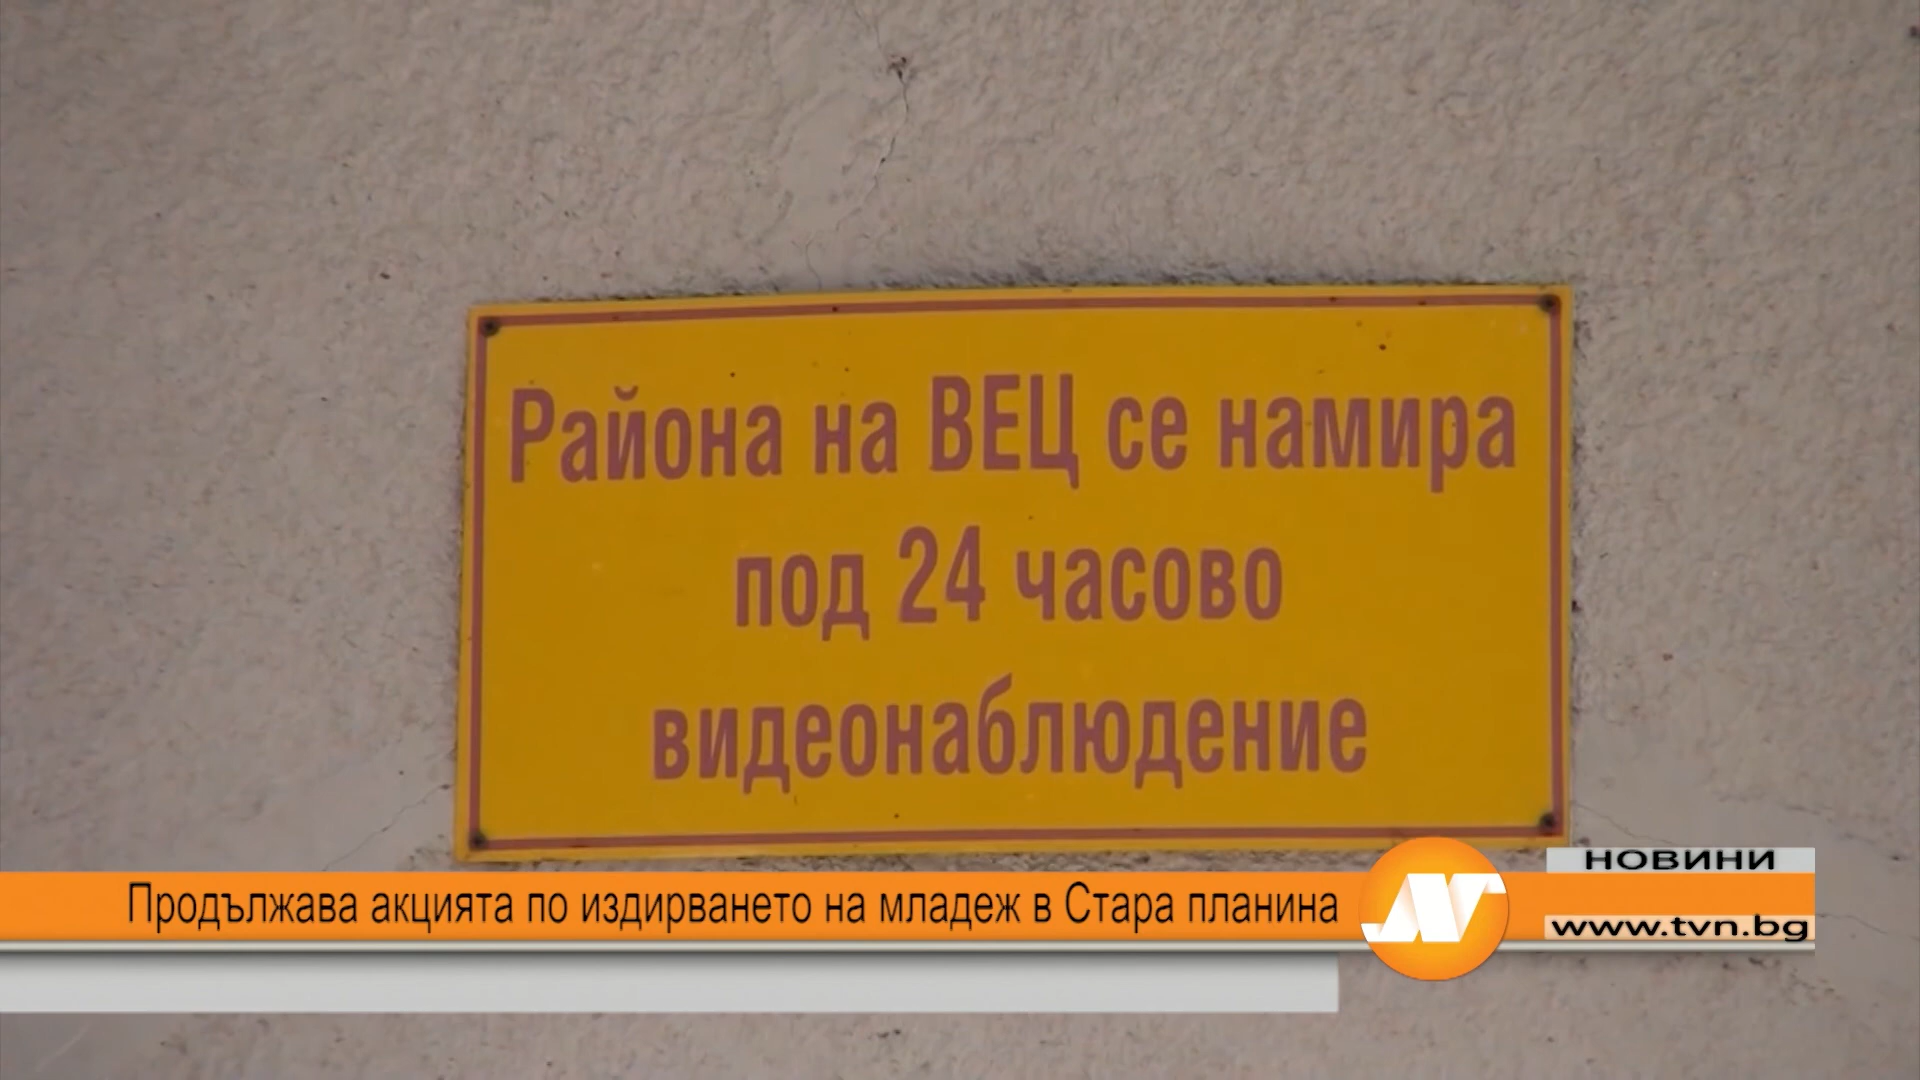 Района на ВЕЦ се намира
под 24 часово
видеонаблюдение
Продължава акцията по издирването на младеж в Стара планина
НОВИНИ
www.tvn.bg